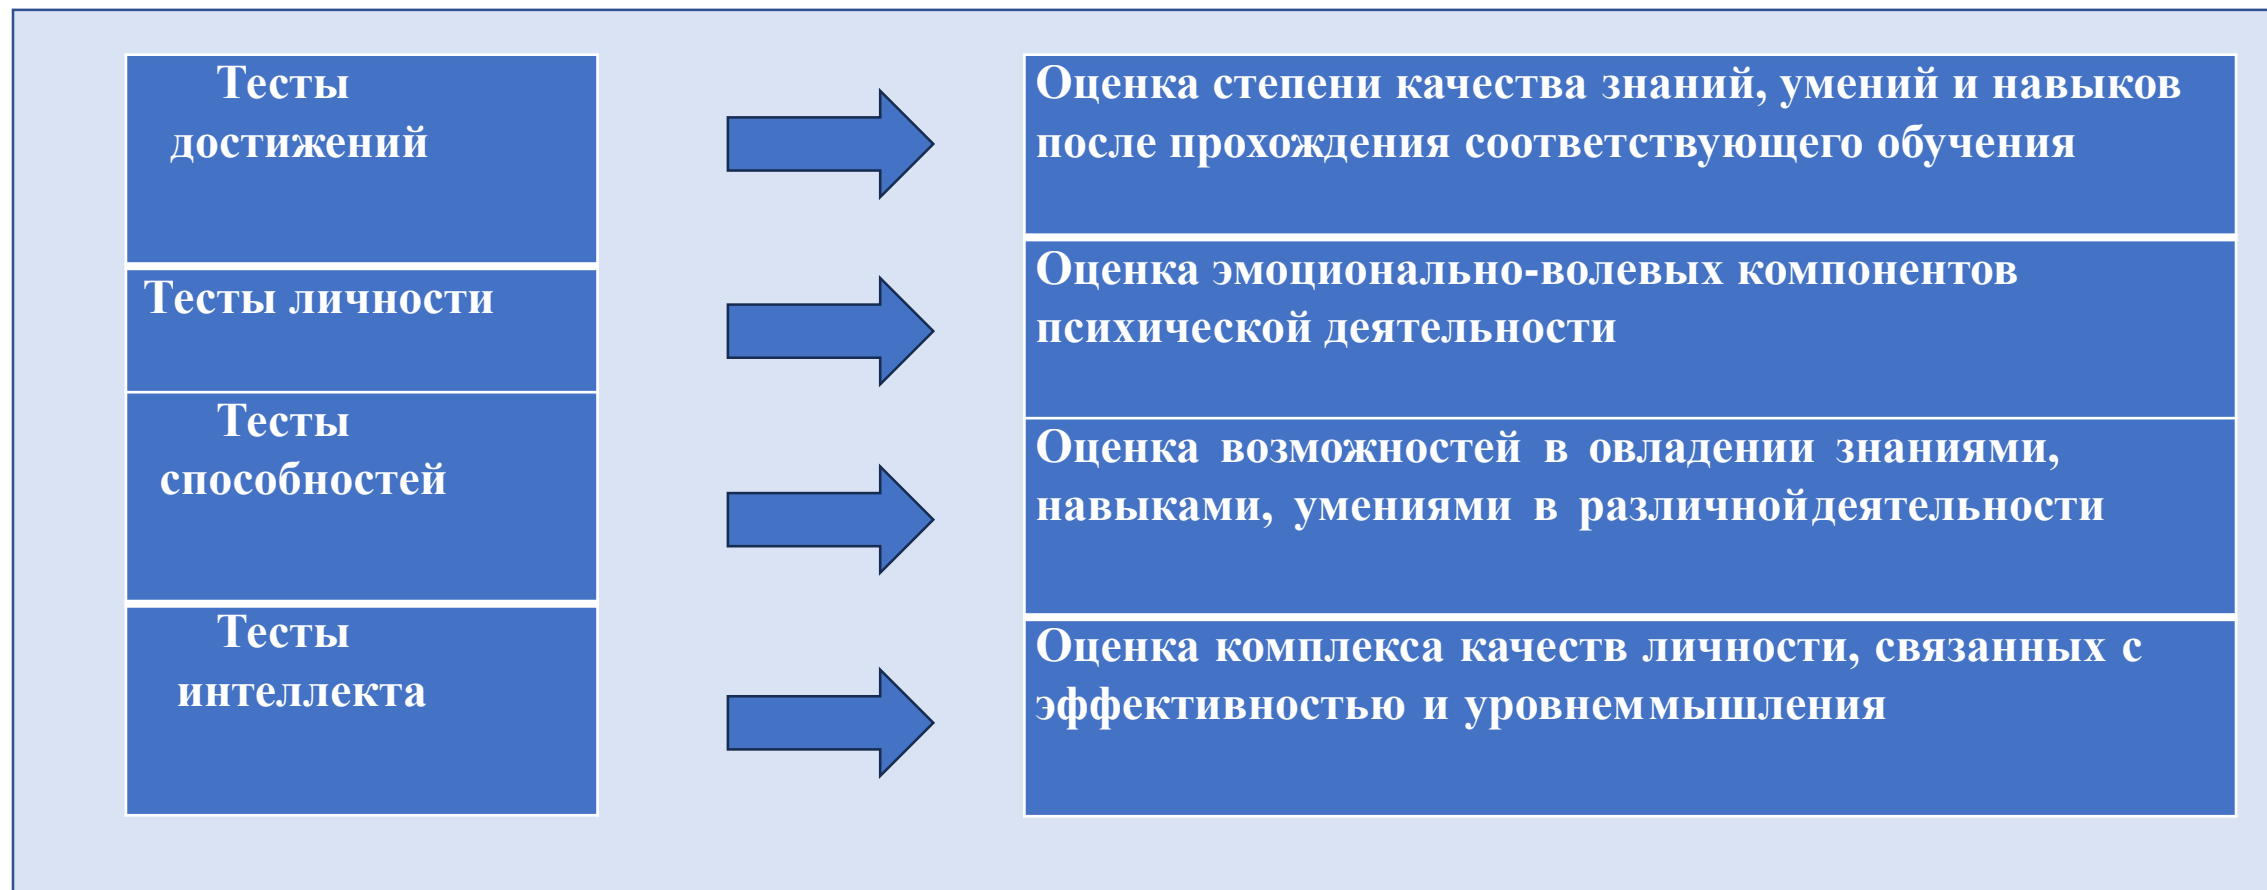 Тесты
достижений
Оценка степени качества знаний, умений и навыков
после прохождения соответствующего обучения
Тесты личности
Оценка эмоционально-волевых компонентов
психической деятельности
Тесты
способностей
Оценка возможностей в овладении знаниями,
навыками, умениями в различнойдеятельности
Тесты
интеллекта
Оценка комплекса качеств личности, связанных с
эффективностью и уровнеммышления